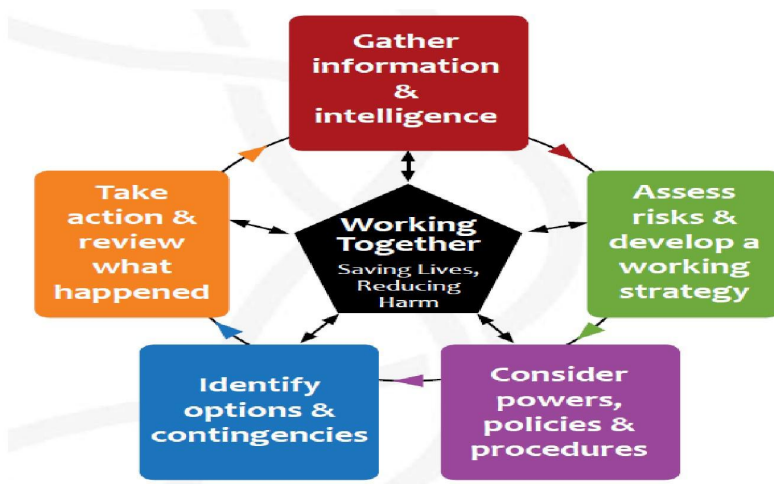 Gather
information
&
intelligence
Assess
risks &
develop a
working
strategy
Consider
powers,
policies &
procedures
Identify
options &
contingencies
Take
action &
review
what
happened
Working
Together
Saving Lives,
Reducing
Harm